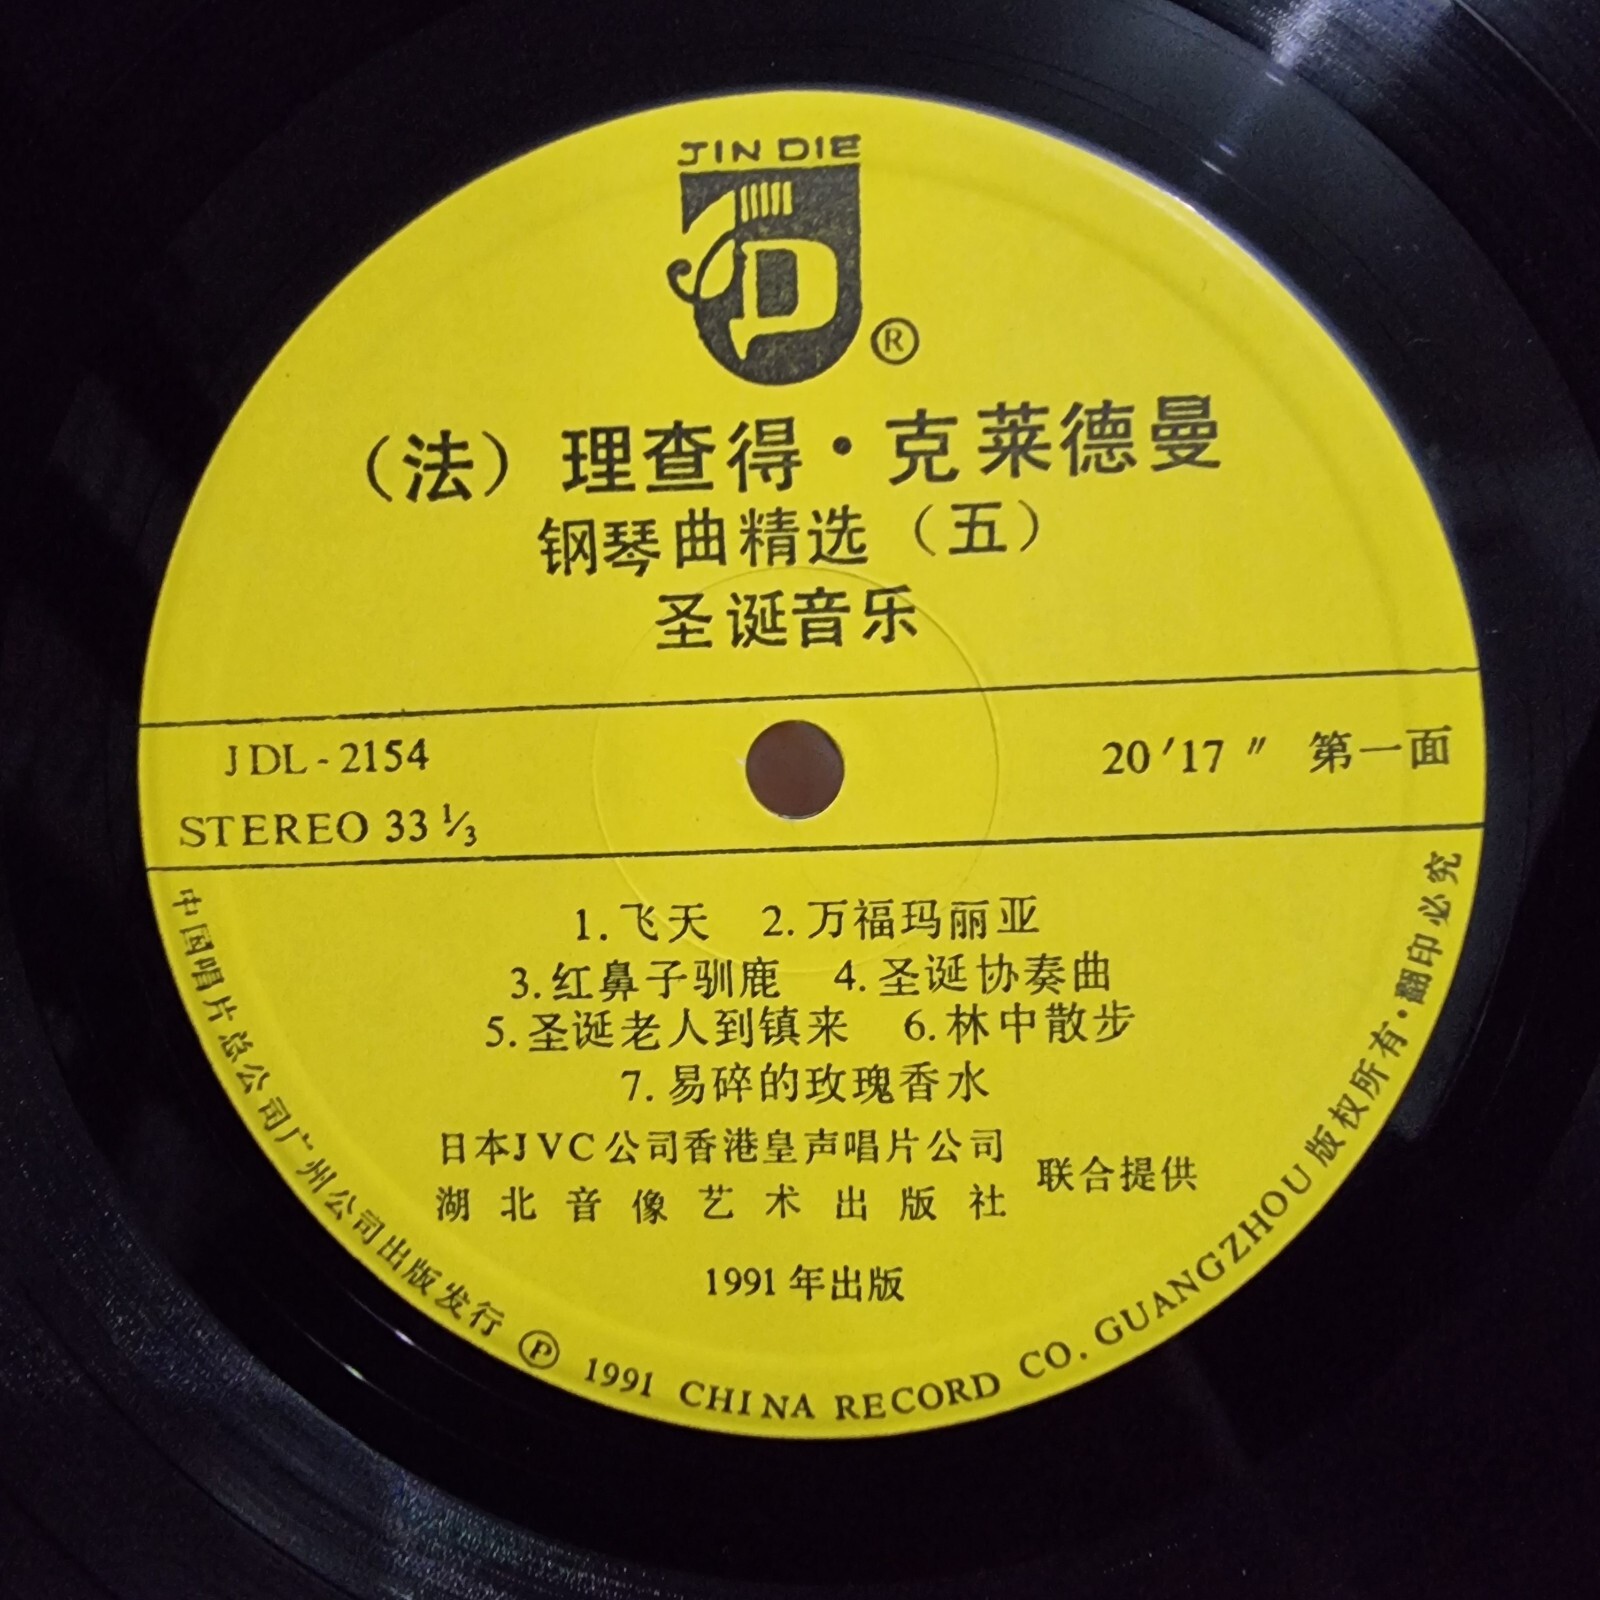 JIN DIE
®
（法）理查得·克莱德曼
钢琴曲精选（五）
圣诞音乐
JDL-2154
20′17″ 第一面
STEREO 33 1/3
1.飞天 2.万福玛丽亚
3.红鼻子驯鹿 4.圣诞协奏曲
5.圣诞老人到镇来 6.林中散步
7.易碎的玫瑰香水
日本JVC公司香港皇声唱片公司
湖北音像艺术出版社
联合提供
1991年出版
中国唱片总公司广州公司出版发行 Ⓟ 1991 CHINA RECORD CO. GUANGZHOU 版权所有·翻印必究